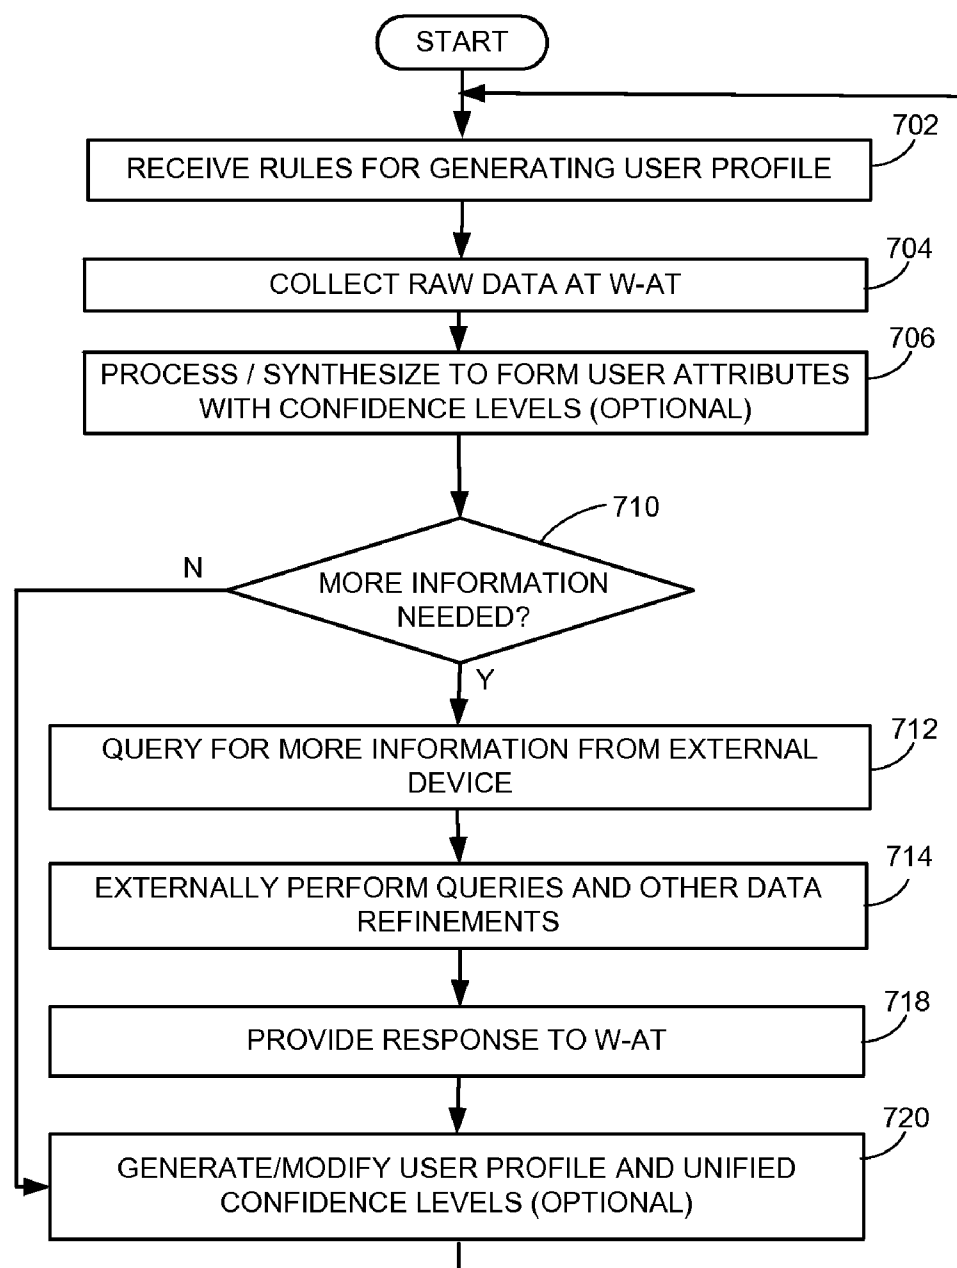 START
702
RECEIVE RULES FOR GENERATING USER PROFILE
704
COLLECT RAW DATA AT W-AT
706
PROCESS / SYNTHESIZE TO FORM USER ATTRIBUTES
WITH CONFIDENCE LEVELS (OPTIONAL)
710
N
MORE INFORMATION
NEEDED?
Y
712
QUERY FOR MORE INFORMATION FROM EXTERNAL
DEVICE
714
EXTERNALLY PERFORM QUERIES AND OTHER DATA
REFINEMENTS
718
PROVIDE RESPONSE TO W-AT
720
GENERATE/MODIFY USER PROFILE AND UNIFIED
CONFIDENCE LEVELS (OPTIONAL)